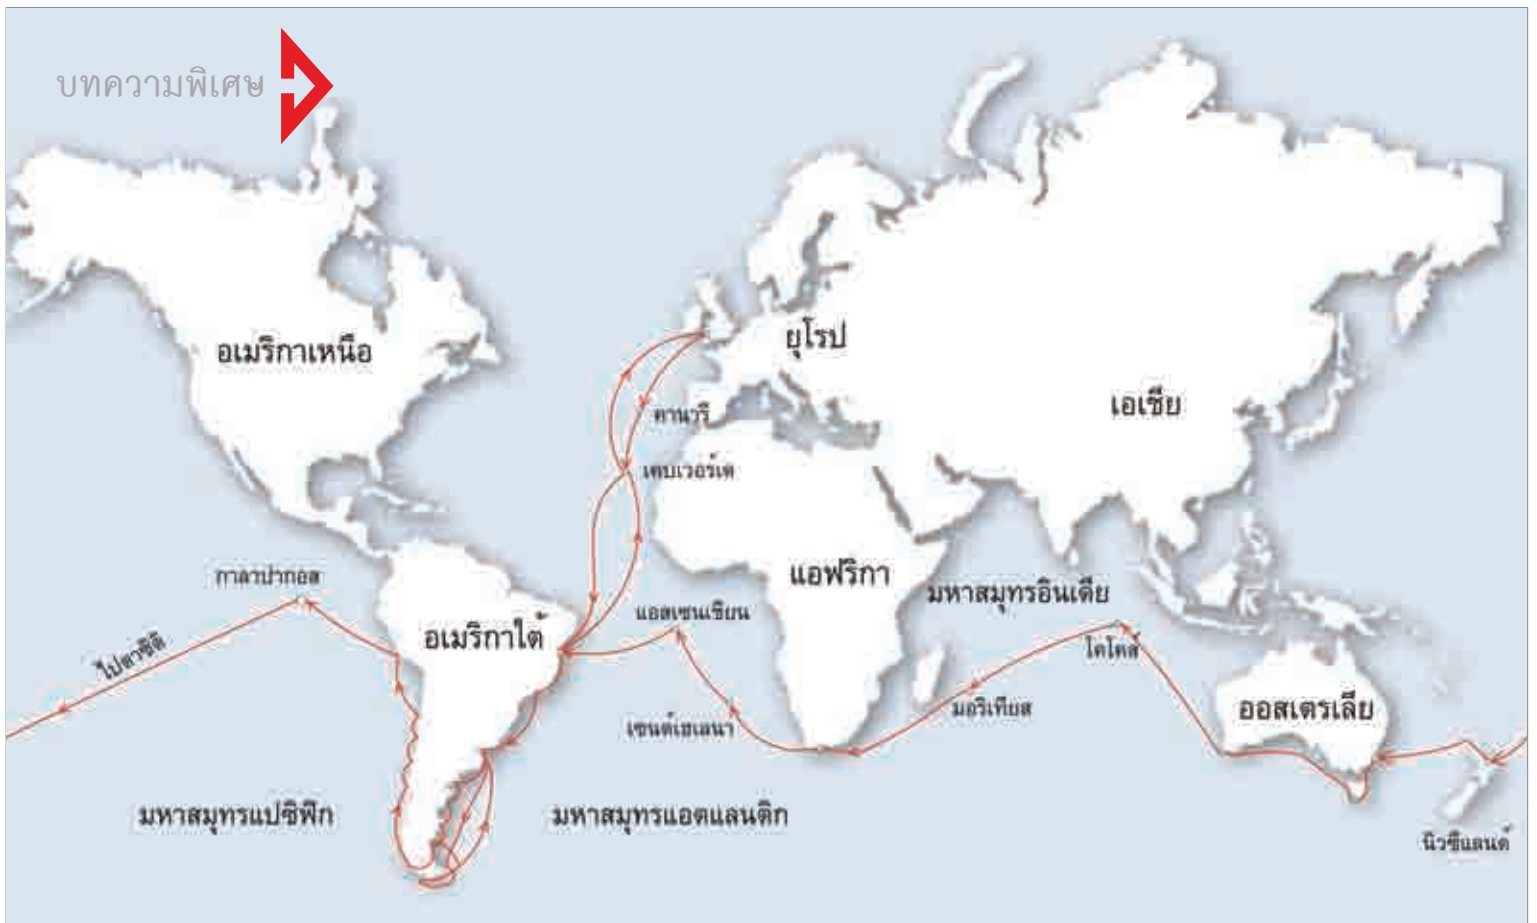 บทความพิเศษ
อเมริกาเหนือ
ยุโรป
เอเชีย
คานารี
เคบเวอร์เด
กาลาปากอส
แอฟริกา
มหาสมุทรอินเดีย
แอสเซนเชียน
อเมริกาใต้
ไปตาฮิติ
โคโคส์
มอริเทียส
ออสเตรเลีย
เซนต์เฮเลนา
มหาสมุทรแปซิฟิก
มหาสมุทรแอตแลนติก
นิวซีแลนด์